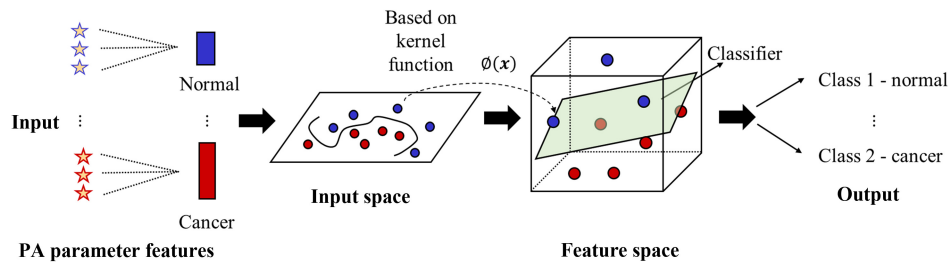 Based on
kernel
function
∅(x)
Classifier
Normal
Class 1 - normal
Input
⋮
⋮
⋮
Class 2 - cancer
Input space
Output
Cancer
PA parameter features
Feature space